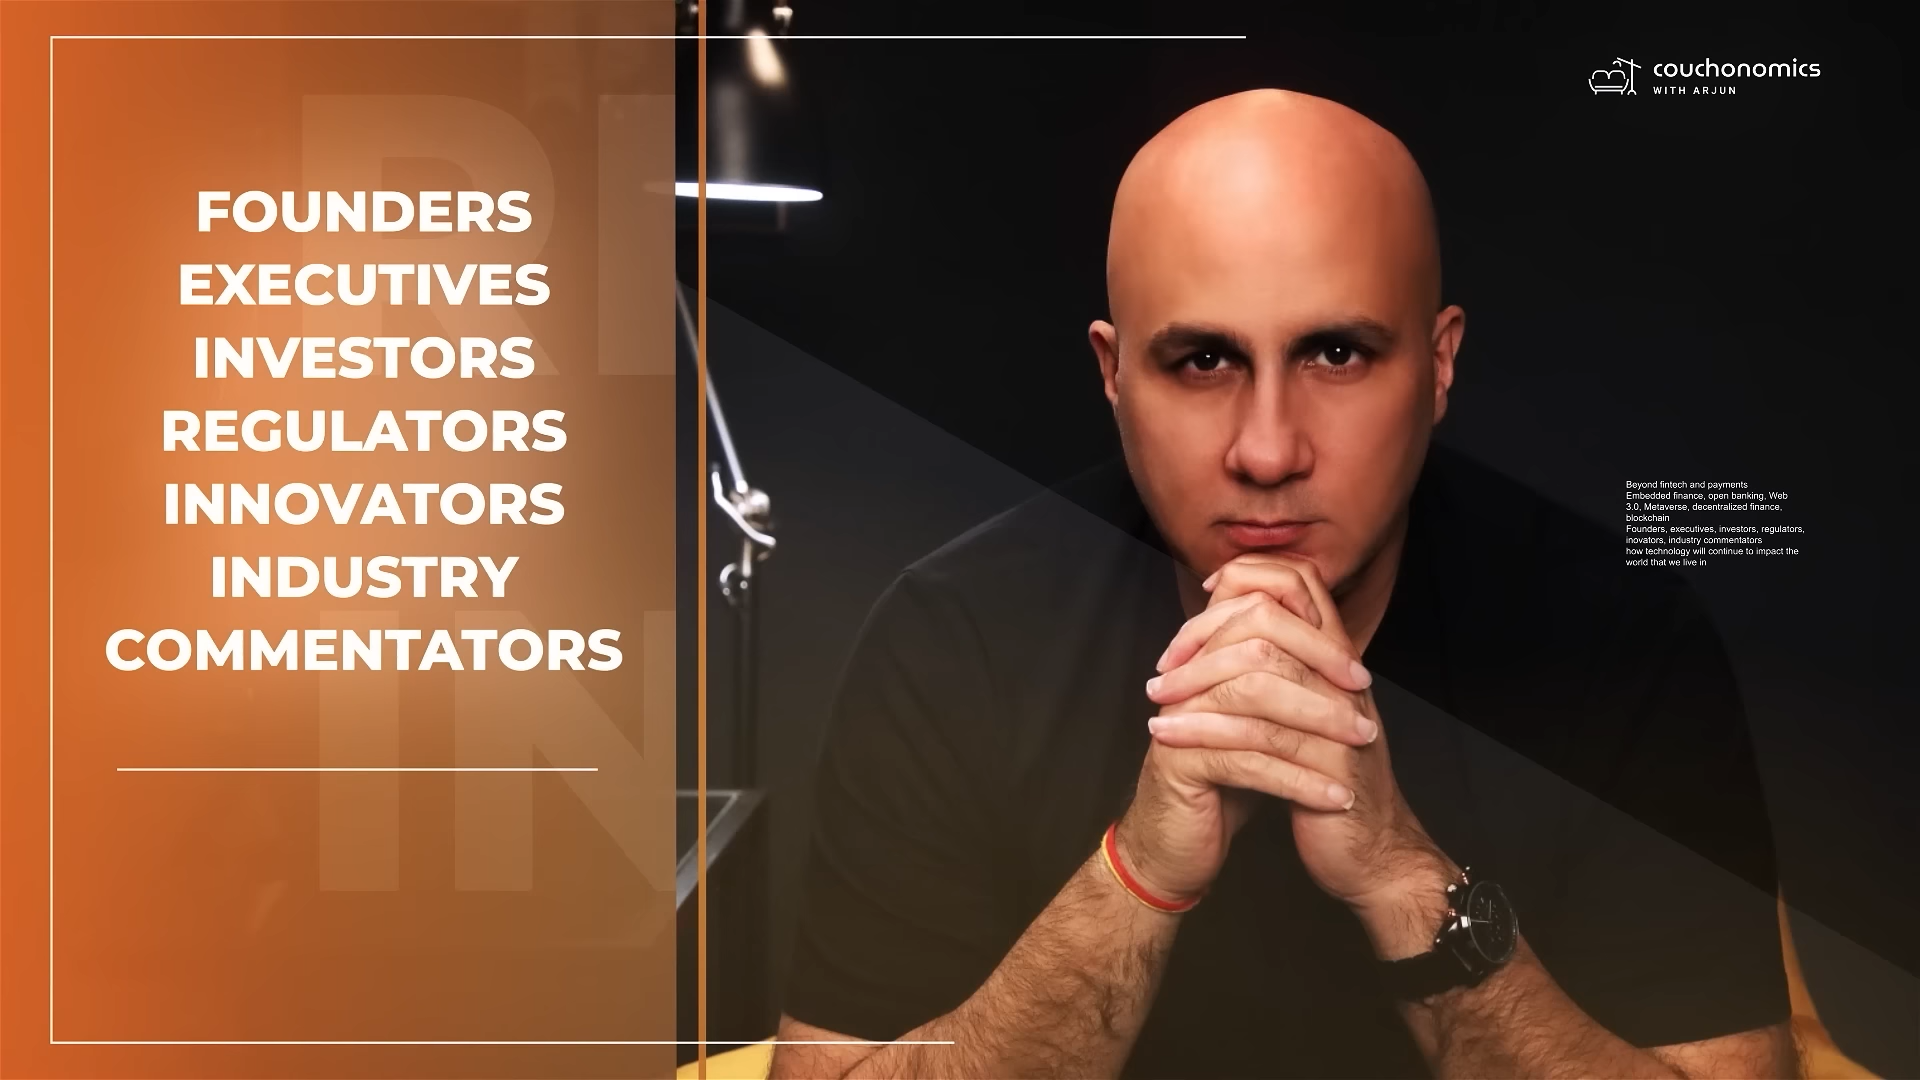 FOUNDERS
EXECUTIVES
INVESTORS
REGULATORS
INNOVATORS
INDUSTRY
COMMENTATORS
RE
IN
couchonomics
WITH ARJUN
Beyond fintech and payments
Embedded finance, open banking, Web
3.0, Metaverse, decentralized finance,
blockchain
Founders, executives, investors, regulators,
inovators, industry commentators
how technology will continue to impact the
world that we live in